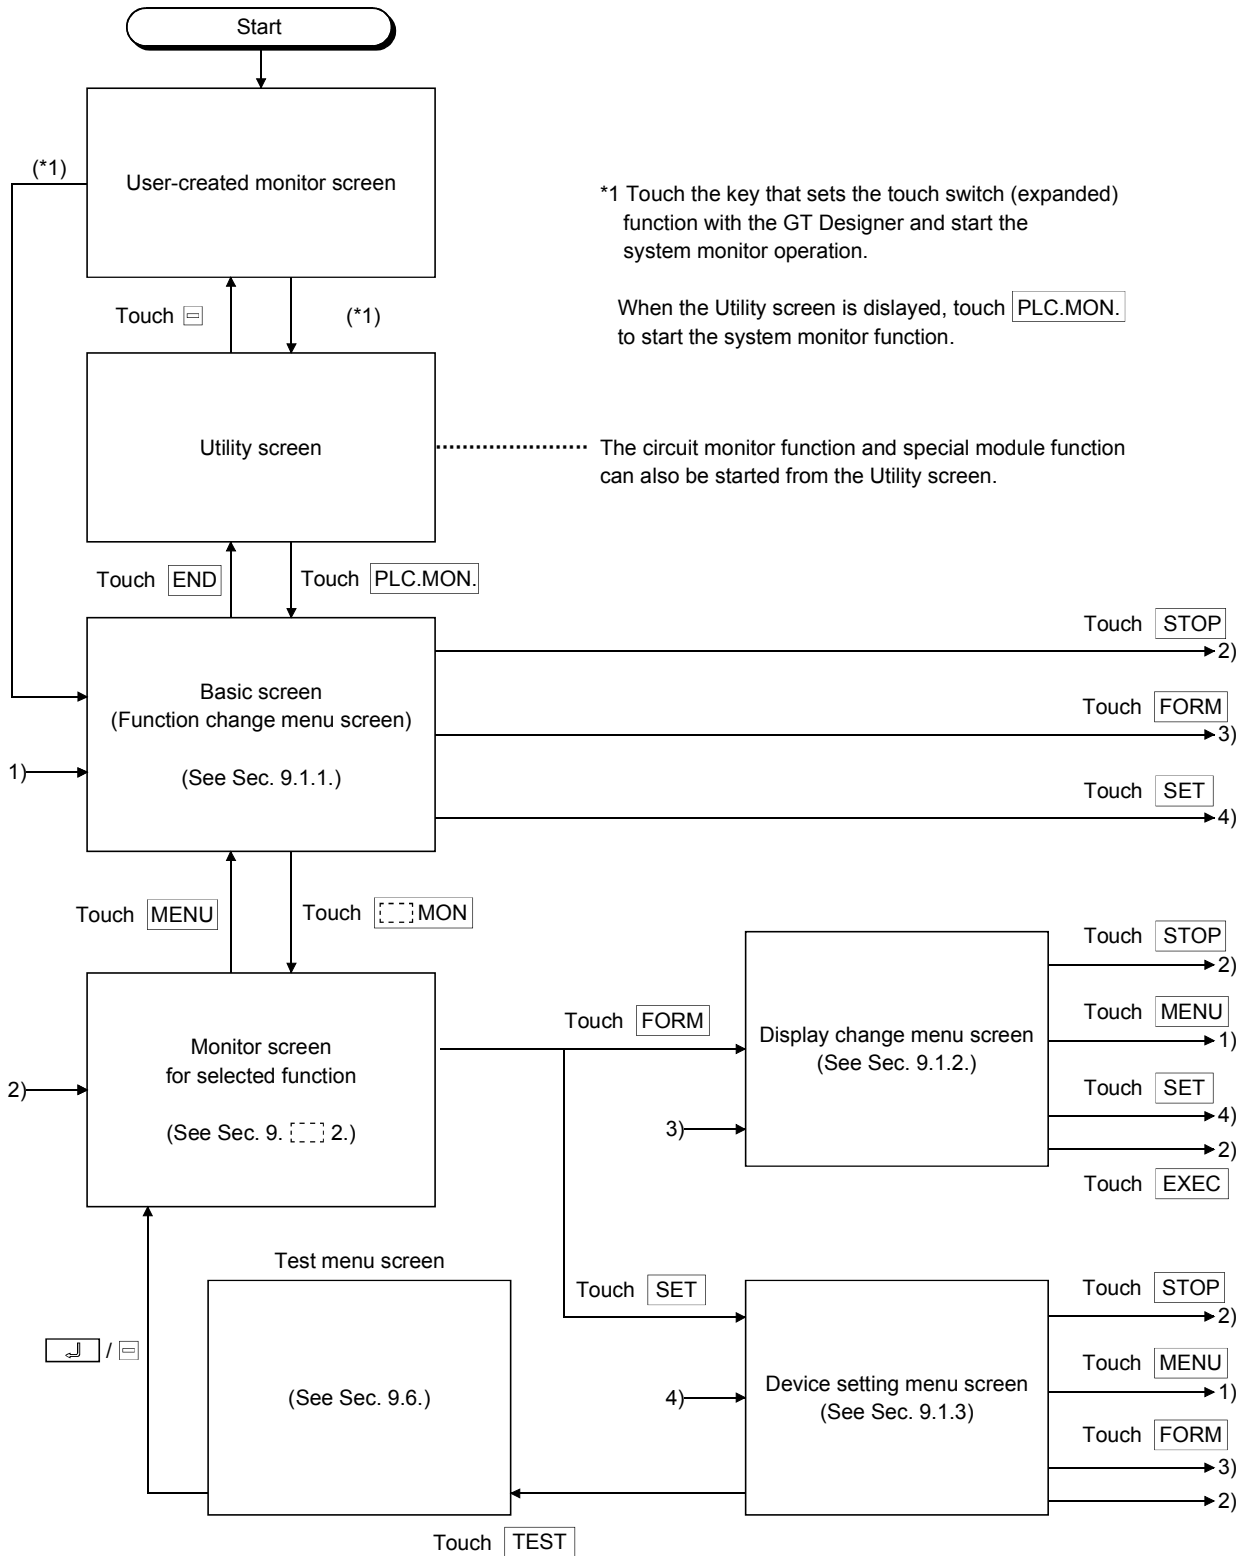 Start
(*1)
User-created monitor screen
*1 Touch the key that sets the touch switch (expanded)
function with the GT Designer and start the
system monitor operation.
When the Utility screen is dislayed, touch PLC.MON.
to start the system monitor function.
Touch
(*1)
Utility screen
The circuit monitor function and special module function
can also be started from the Utility screen.
Touch END
Touch PLC.MON.
Basic screen
(Function change menu screen)
(See Sec. 9.1.1.)
1)
Touch STOP
2)
Touch FORM
3)
Touch SET
4)
Touch MENU
Touch MON
Monitor screen
for selected function
(See Sec. 9. 2.)
2)
Touch FORM
Display change menu screen
(See Sec. 9.1.2.)
3)
Touch STOP
2)
Touch MENU
1)
Touch SET
4)
2)
Touch EXEC
Test menu screen
(See Sec. 9.6.)
/
Touch SET
Device setting menu screen
(See Sec. 9.1.3)
4)
Touch STOP
2)
Touch MENU
1)
Touch FORM
3)
2)
Touch TEST